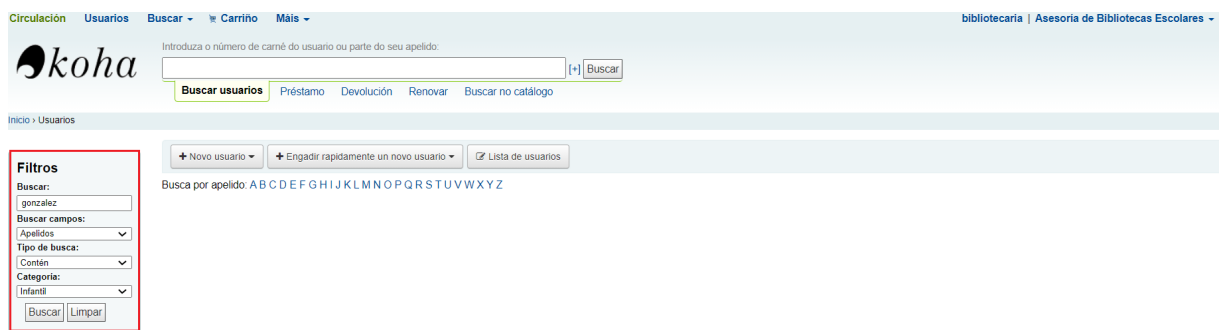 Circulación Usuarios Buscar Carriño Máis bibliotecaria | Asesoría de Bibliotecas Escolares
koha
Introduza o número de carné do usuario ou parte do seu apelido:
[+] Buscar
Buscar usuarios Préstamo Devolución Renovar Buscar no catálogo
Inicio › Usuarios
Filtros
Buscar:
gonzalez
Buscar campos:
Apelidos
Tipo de busca:
Contén
Categoría:
Infantil
Buscar Limpar
+ Novo usuario + Engadir rapidamente un novo usuario Lista de usuarios
Busca por apelido: A B C D E F G H I J K L M N O P Q R S T U V W X Y Z